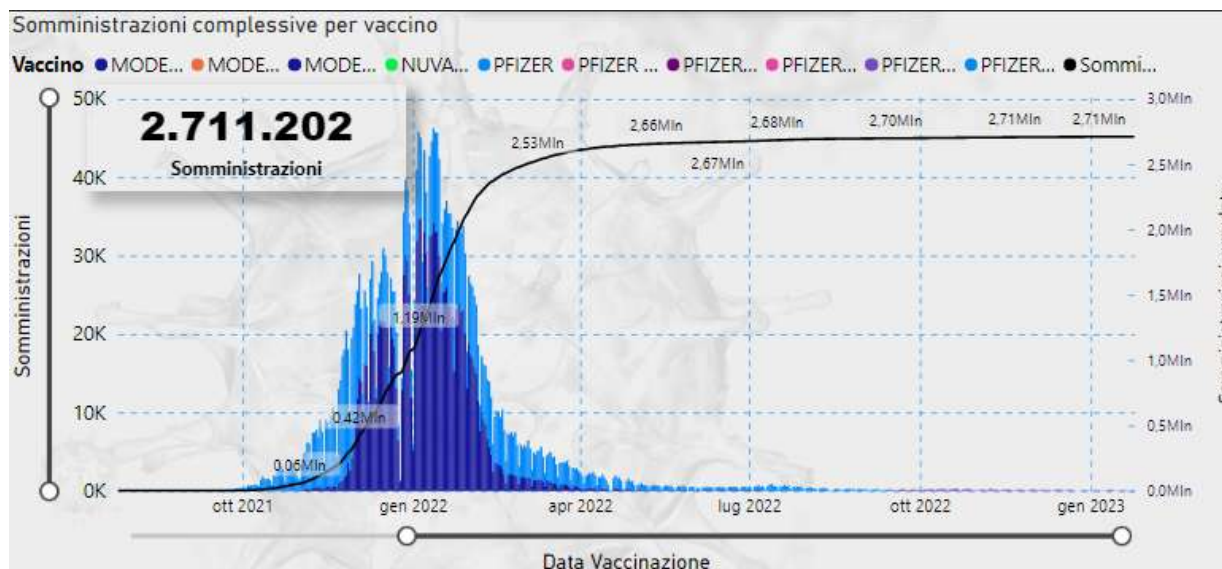 Somministrazioni complessive per vaccino
Vaccino MODE... MODE... MODE... NUVA... PFIZER PFIZER ... PFIZER... PFIZER... PFIZER... PFIZER... Sommi...
2.711.202
Somministrazioni
50K
40K
30K
20K
10K
0K
Somministrazioni
3,0Mln
2,5Mln
2,0Mln
1,5Mln
1,0Mln
0,5Mln
0,0Mln
0,06Mln
0,42Mln
1,19Mln
2,53Mln
2,66Mln
2,67Mln
2,68Mln
2,70Mln
2,71Mln
2,71Mln
ott 2021 gen 2022 apr 2022 lug 2022 ott 2022 gen 2023
Data Vaccinazione